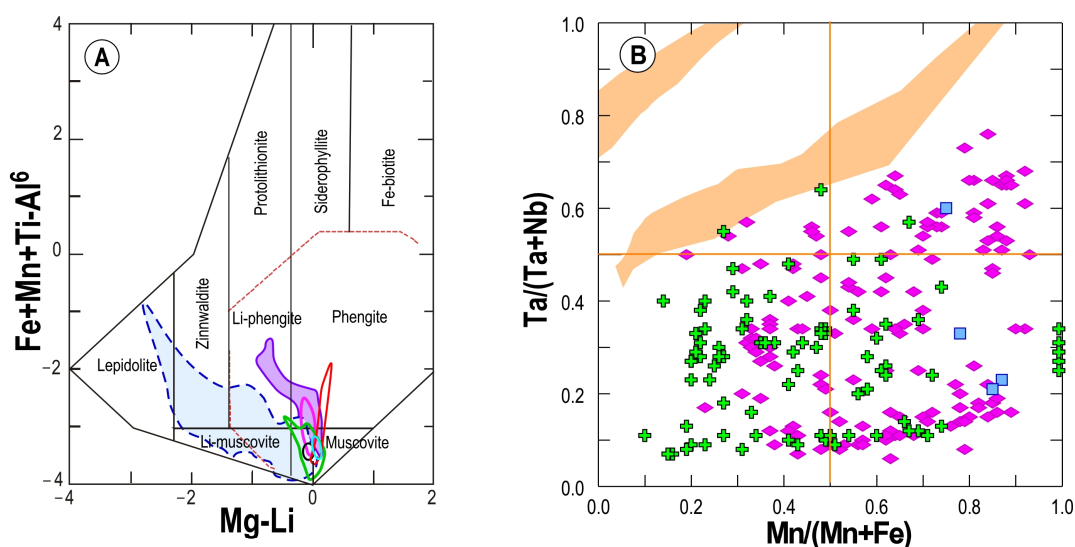 A
Fe+Mn+Ti-Al⁶
4
2
0
−2
−4
−4
−2
0
2
Mg-Li
Protolithionite
Siderophyllite
Fe-biotite
Zinnwaldite
Li-phengite
Phengite
Lepidolite
Li-muscovite
Muscovite
B
Ta/(Ta+Nb)
1.0
0.8
0.6
0.4
0.2
0.0
0.0
0.2
0.4
0.6
0.8
1.0
Mn/(Mn+Fe)